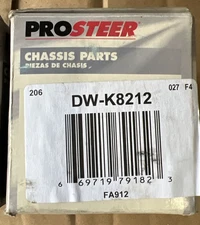 PROSTEER
CHASSIS PARTS
PIEZAS DE CHASIS
206
027 F4
DW-K8212
6 69719 79182 3
FA912